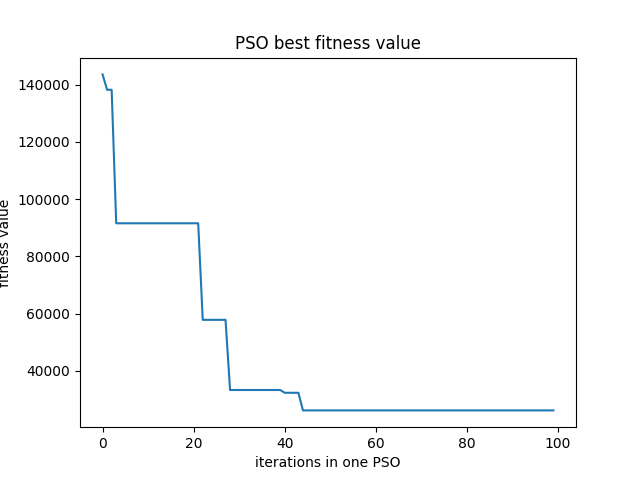 PSO best fitness value
140000
120000
100000
80000
60000
40000
fitness value
0 20 40 60 80 100
iterations in one PSO